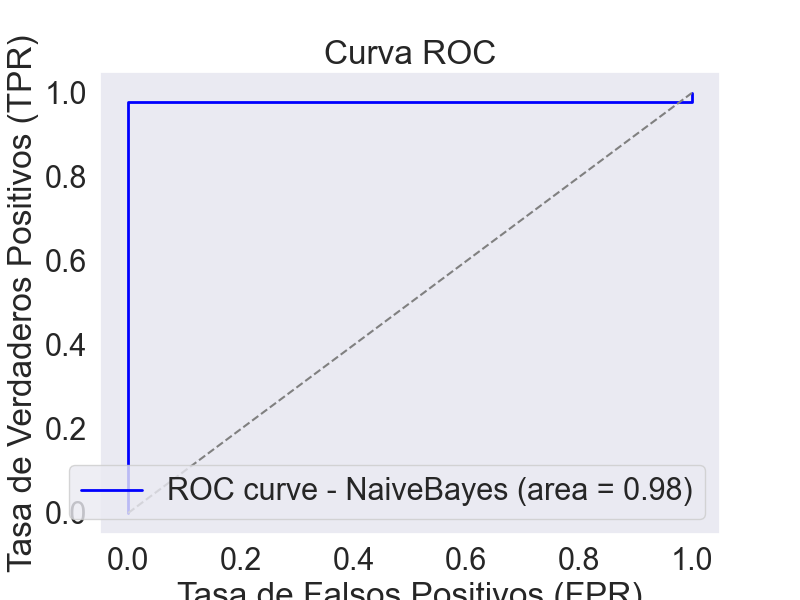 Curva ROC
Tasa de Verdaderos Positivos (TPR)
1.0
0.8
0.6
0.4
0.2
0.0
ROC curve - NaiveBayes (area = 0.98)
0.0 0.2 0.4 0.6 0.8 1.0
Tasa de Falsos Positivos (FPR)